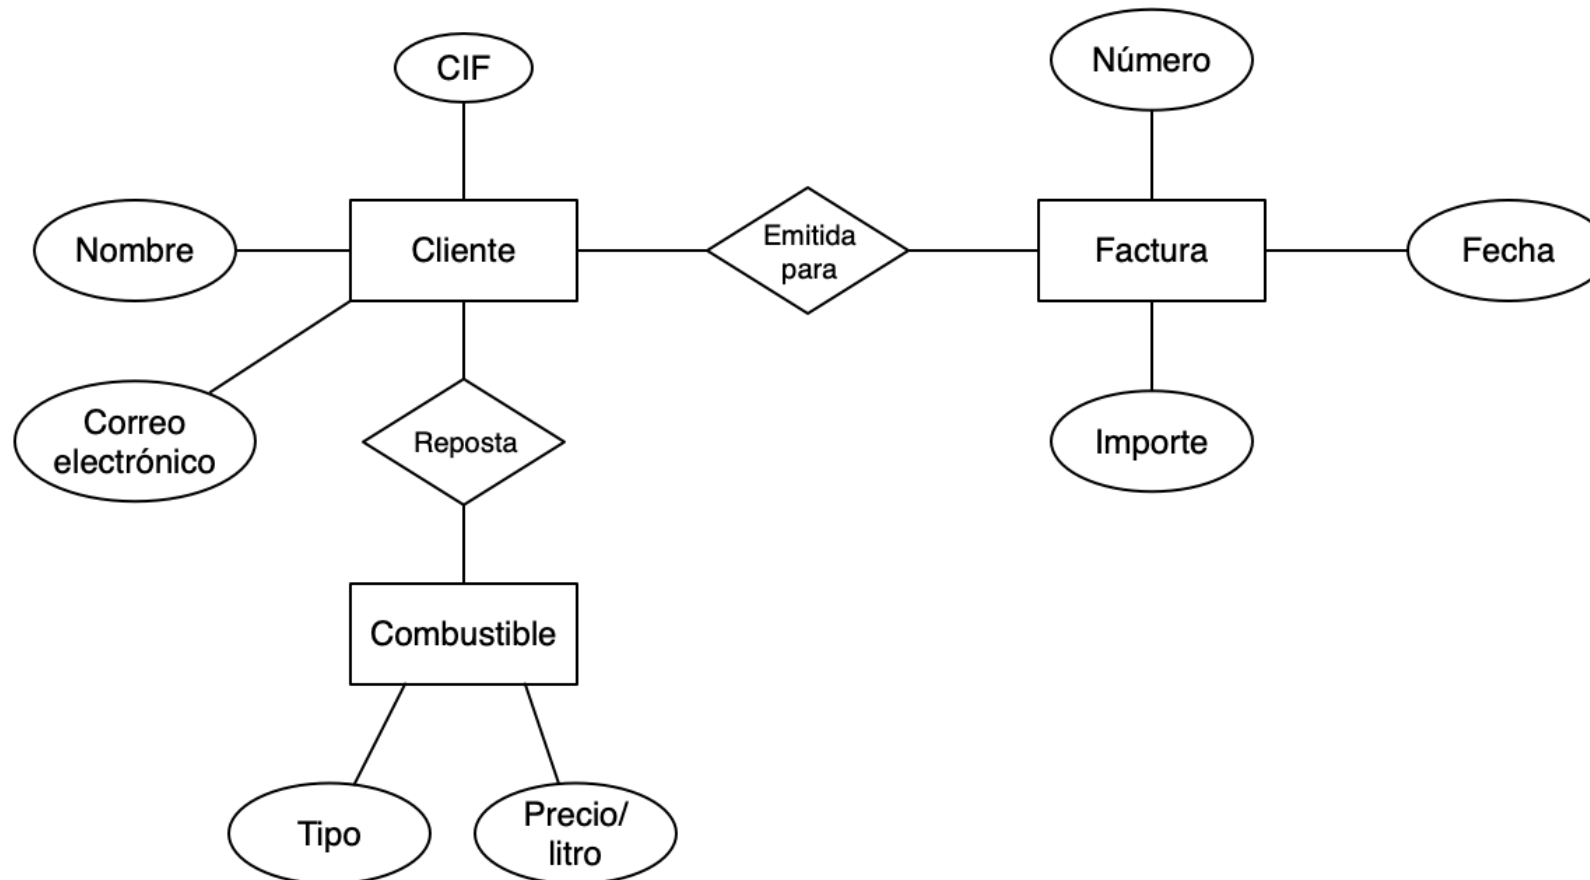 CIF
Número
Nombre
Cliente
Emitida
para
Factura
Fecha
Correo
electrónico
Reposta
Importe
Combustible
Tipo
Precio/
litro